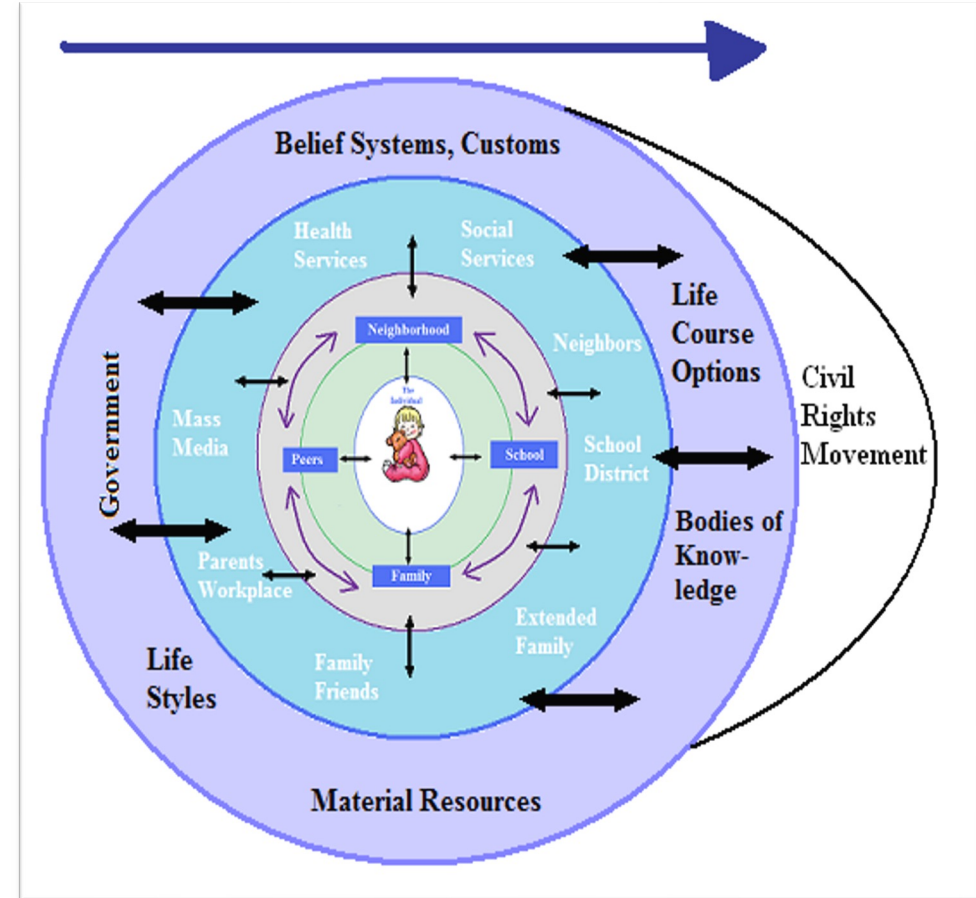 Belief Systems, Customs
Health
Services
Social
Services
Neighborhood
Neighbors
Life
Course
Options
Government
Mass
Media
The
Individual
Peers
School
School
District
Civil
Rights
Movement
Bodies of
Know-
ledge
Parents
Workplace
Family
Extended
Family
Life
Styles
Family
Friends
Material Resources